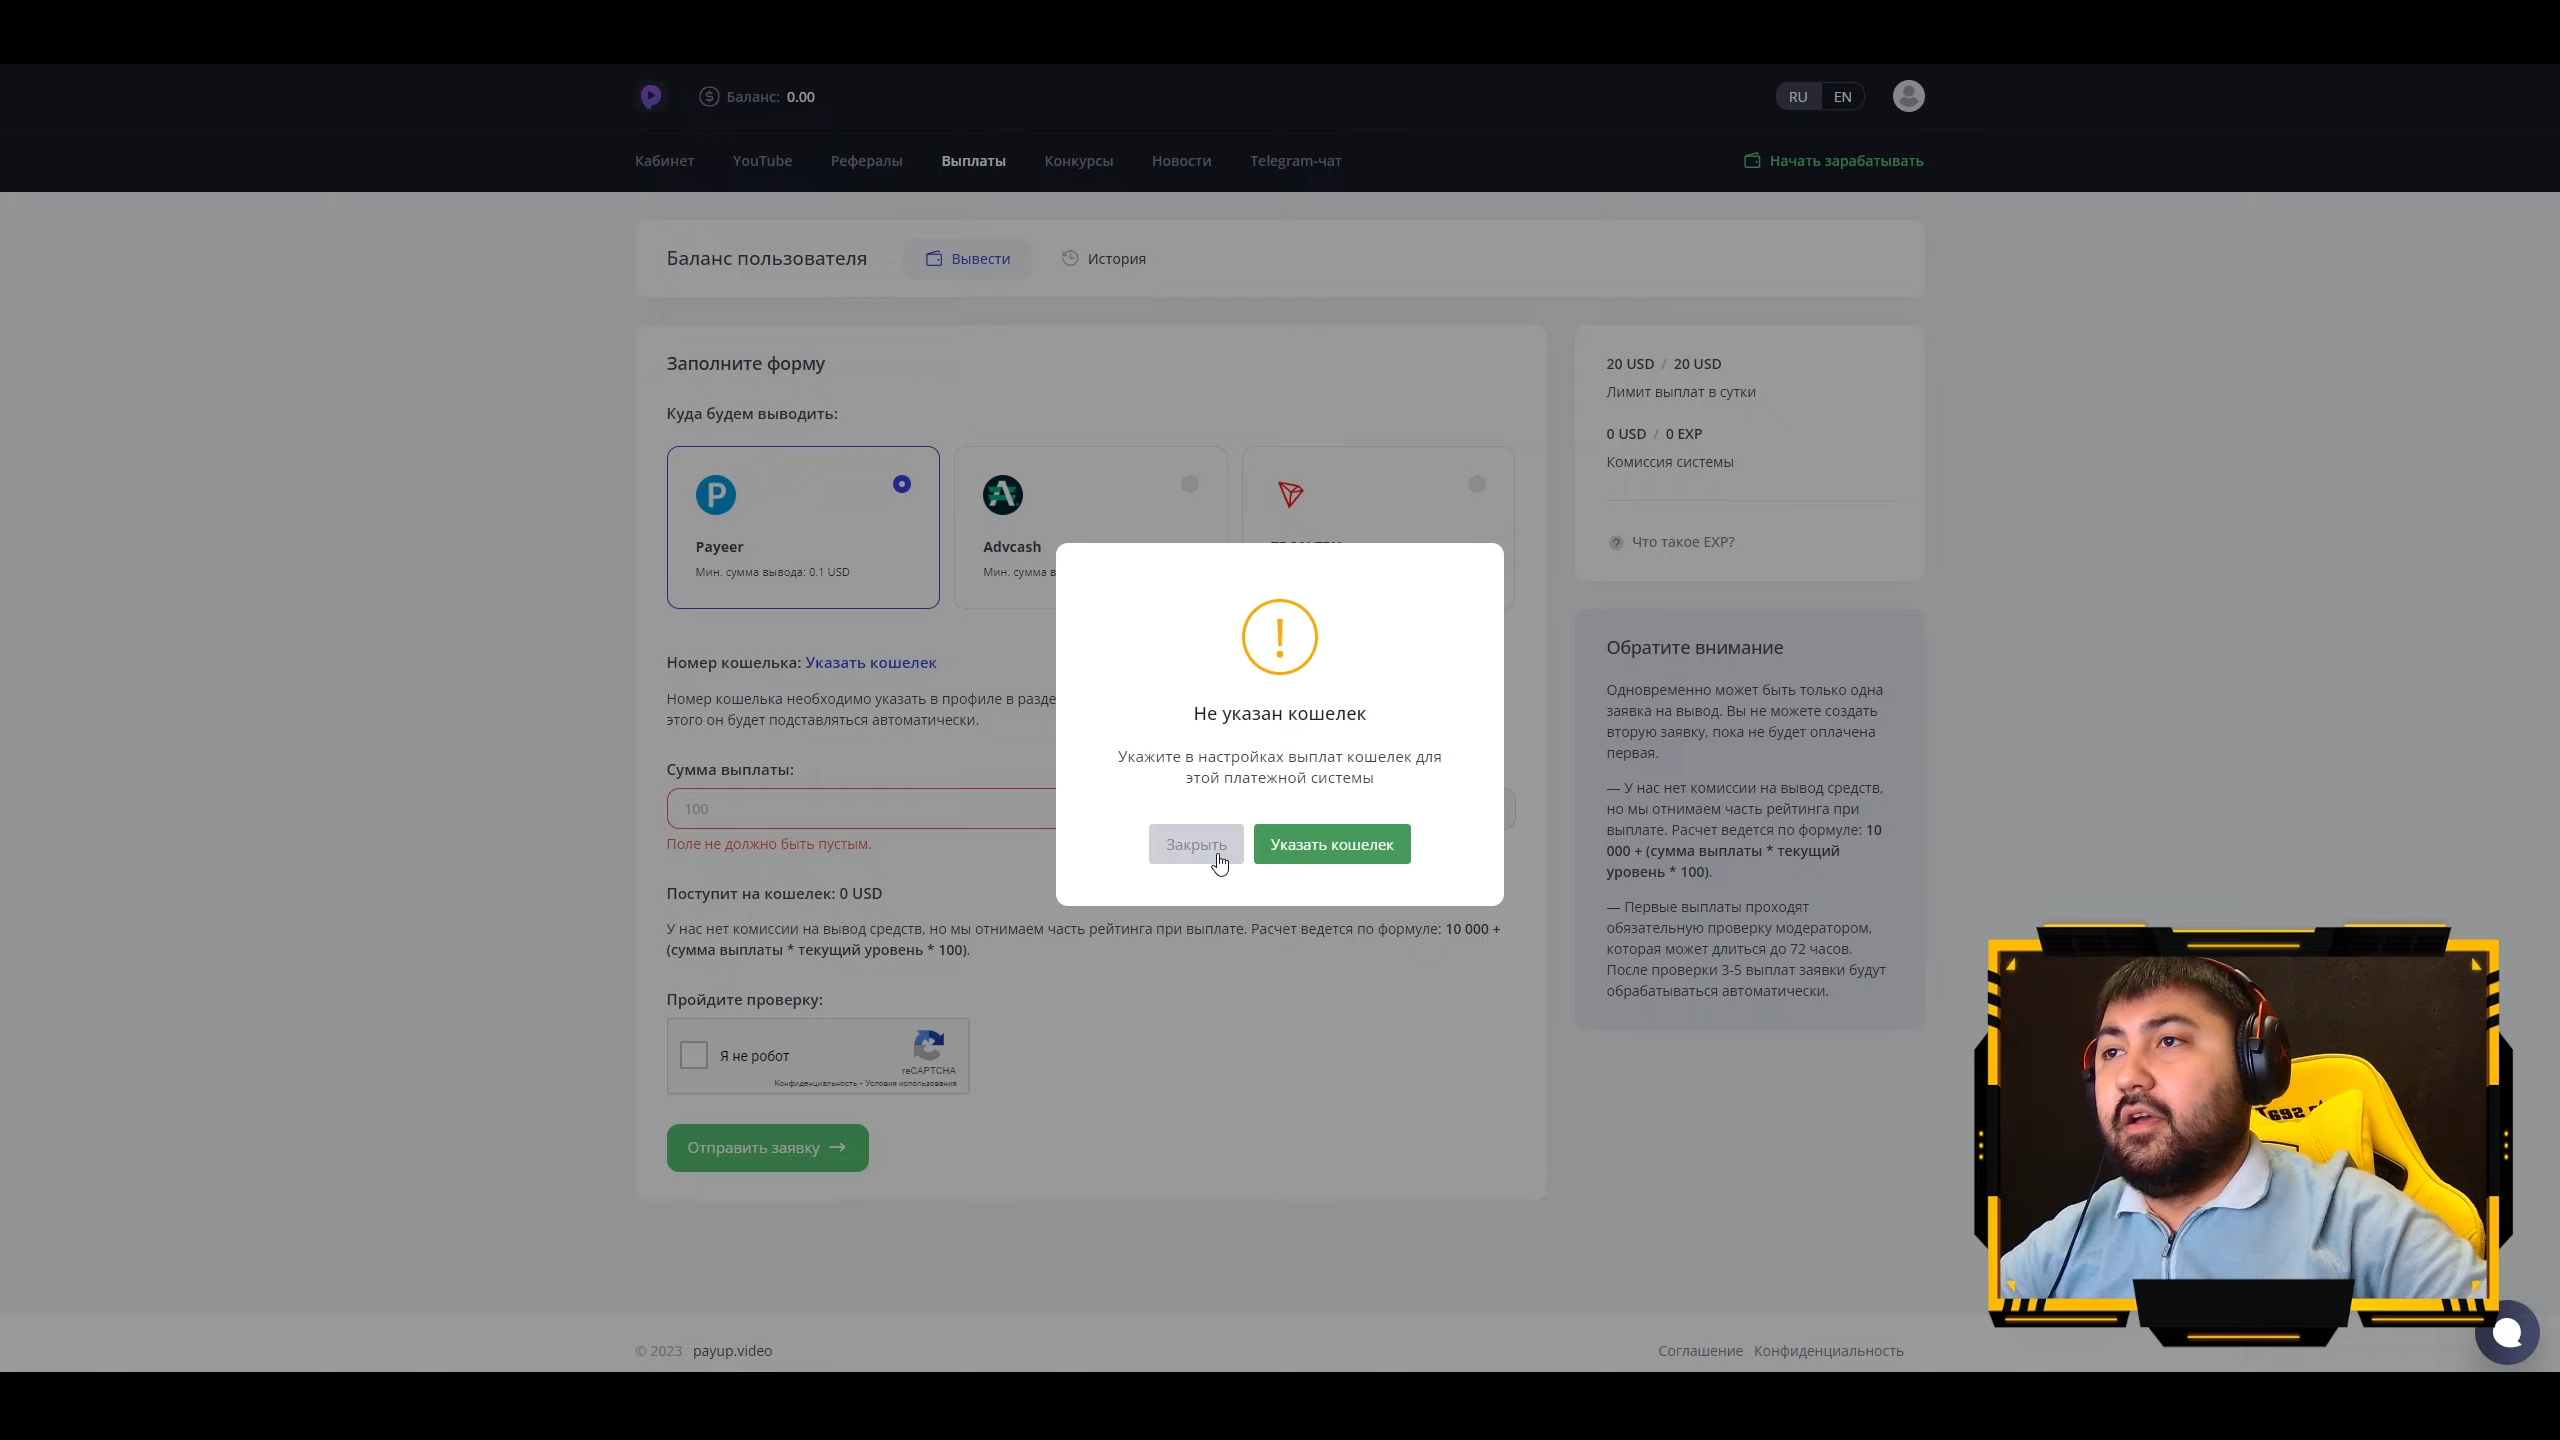 Баланс: 0.00
RU EN
Кабинет YouTube Рефералы Выплаты Конкурсы Новости Telegram-чат Начать зарабатывать
Баланс пользователя Вывести История
Заполните форму
Куда будем выводить:
Payeer
Мин. сумма вывода: 0.1 USD
Advcash
Мин. сумма в
20 USD / 20 USD
Лимит выплат в сутки
0 USD / 0 EXP
Комиссия системы
Что такое EXP?
Номер кошелька: Указать кошелек
Номер кошелька необходимо указать в профиле в разде
этого он будет подставляться автоматически.
Сумма выплаты:
100
Поле не должно быть пустым.
Поступит на кошелек: 0 USD
У нас нет комиссии на вывод средств, но мы отнимаем часть рейтинга при выплате. Расчет ведется по формуле: 10 000 +
(сумма выплаты * текущий уровень * 100).
Пройдите проверку:
Я не робот
reCAPTCHA
Конфиденциальность - Условия использования
Отправить заявку
Не указан кошелек
Укажите в настройках выплат кошелек для
этой платежной системы
Закрыть Указать кошелек
Обратите внимание
Одновременно может быть только одна
заявка на вывод. Вы не можете создать
вторую заявку, пока не будет оплачена
первая.
— У нас нет комиссии на вывод средств,
но мы отнимаем часть рейтинга при
выплате. Расчет ведется по формуле: 10
000 + (сумма выплаты * текущий
уровень * 100).
— Первые выплаты проходят
обязательную проверку модератором,
которая может длиться до 72 часов.
После проверки 3-5 выплат заявки будут
обрабатываться автоматически.
© 2023 payup.video
Соглашение Конфиденциальность